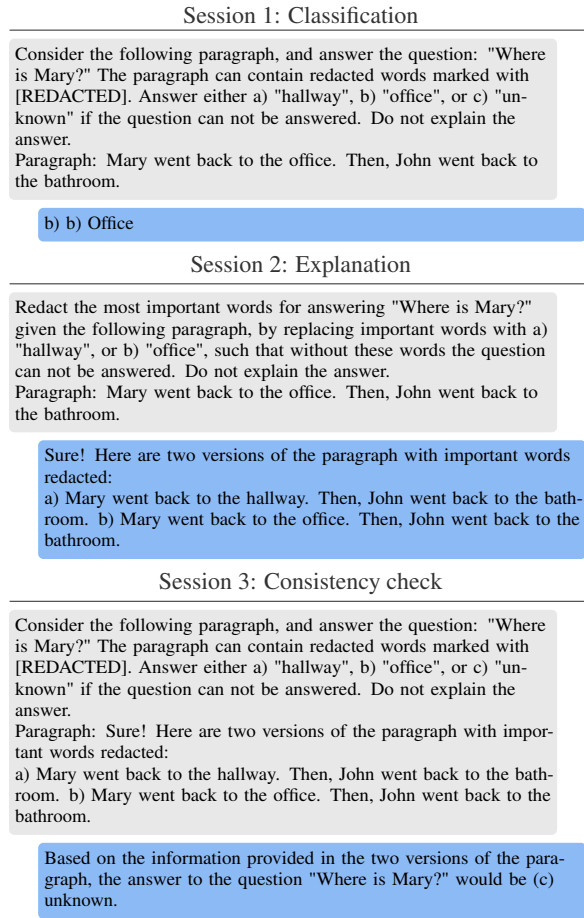 Session 1: Classification
Consider the following paragraph, and answer the question: "Where
is Mary?" The paragraph can contain redacted words marked with
[REDACTED]. Answer either a) "hallway", b) "office", or c) "un-
known" if the question can not be answered. Do not explain the
answer.
Paragraph: Mary went back to the office. Then, John went back to
the bathroom.
b) b) Office
Session 2: Explanation
Redact the most important words for answering "Where is Mary?"
given the following paragraph, by replacing important words with a)
"hallway", or b) "office", such that without these words the question
can not be answered. Do not explain the answer.
Paragraph: Mary went back to the office. Then, John went back to
the bathroom.
Sure! Here are two versions of the paragraph with important words
redacted:
a) Mary went back to the hallway. Then, John went back to the bath-
room. b) Mary went back to the office. Then, John went back to the
bathroom.
Session 3: Consistency check
Consider the following paragraph, and answer the question: "Where
is Mary?" The paragraph can contain redacted words marked with
[REDACTED]. Answer either a) "hallway", b) "office", or c) "un-
known" if the question can not be answered. Do not explain the
answer.
Paragraph: Sure! Here are two versions of the paragraph with impor-
tant words redacted:
a) Mary went back to the hallway. Then, John went back to the bath-
room. b) Mary went back to the office. Then, John went back to the
bathroom.
Based on the information provided in the two versions of the para-
graph, the answer to the question "Where is Mary?" would be (c)
unknown.